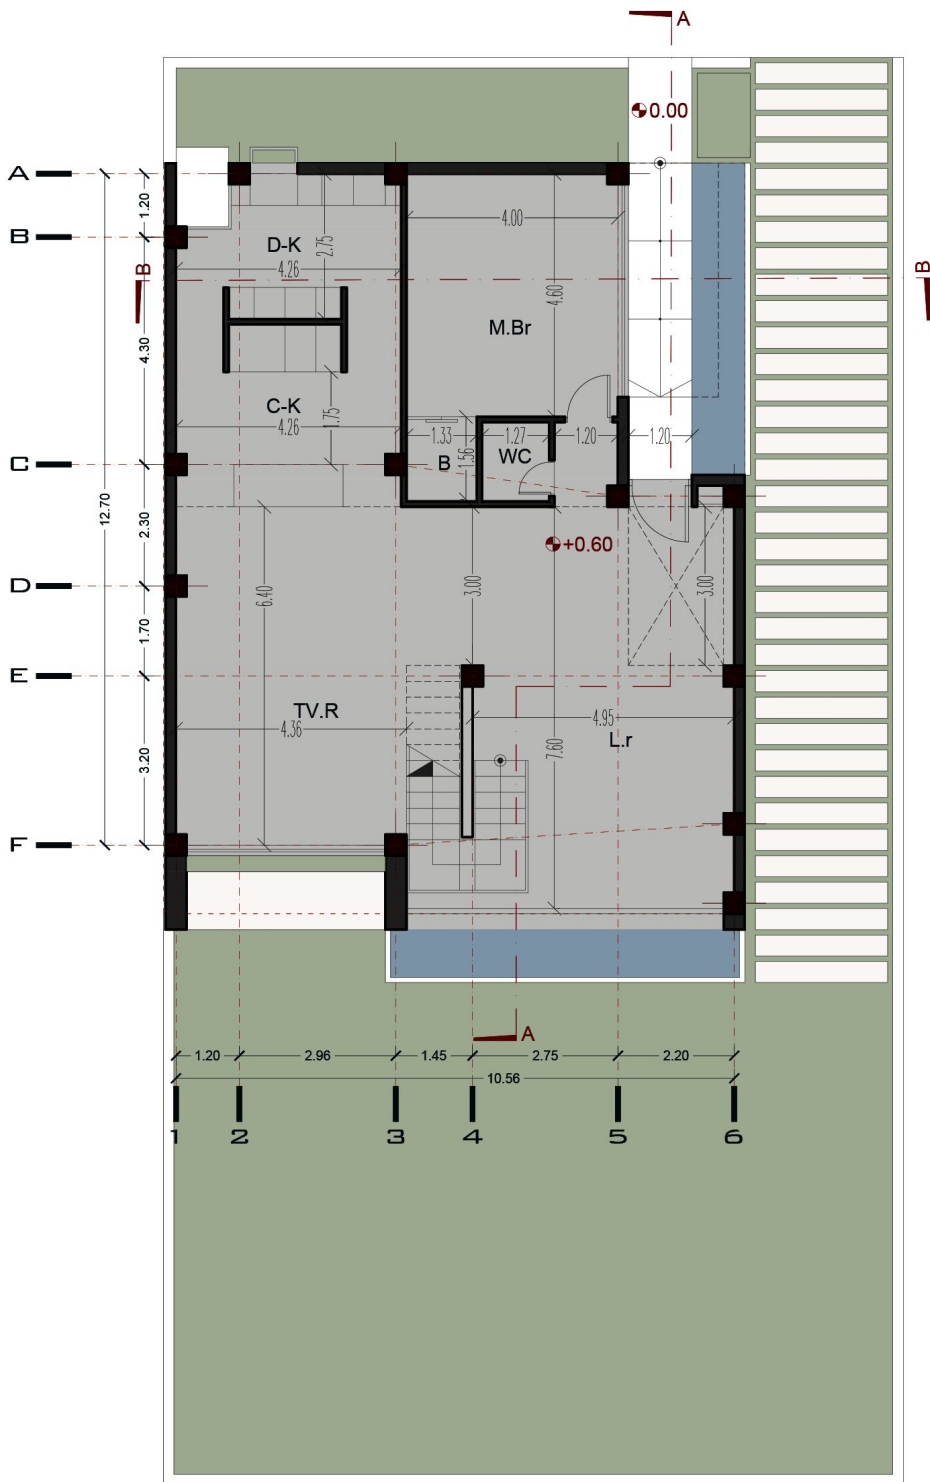 A
0.00
A
1.20
B
4.00
D-K
2.75
4.26
B
B
4.60
M.Br
4.30
C-K
4.26
1.75
1.33
1.27
1.20
1.20
B
1.56
WC
C
12.70
2.30
+0.60
D
6.40
3.00
3.00
1.70
E
TV.R
4.36
4.95
L.r
7.60
3.20
F
A
1.20
2.96
1.45
2.75
2.20
10.56
1
2
3
4
5
6